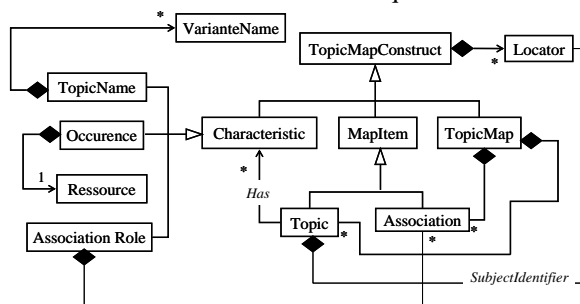 *
VarianteName
TopicMapConstruct
*
Locator
TopicName
Occurence
Characteristic
MapItem
TopicMap
1
*
Ressource
Has
Topic
*
Association
*
*
Association Role
SubjectIdentifier